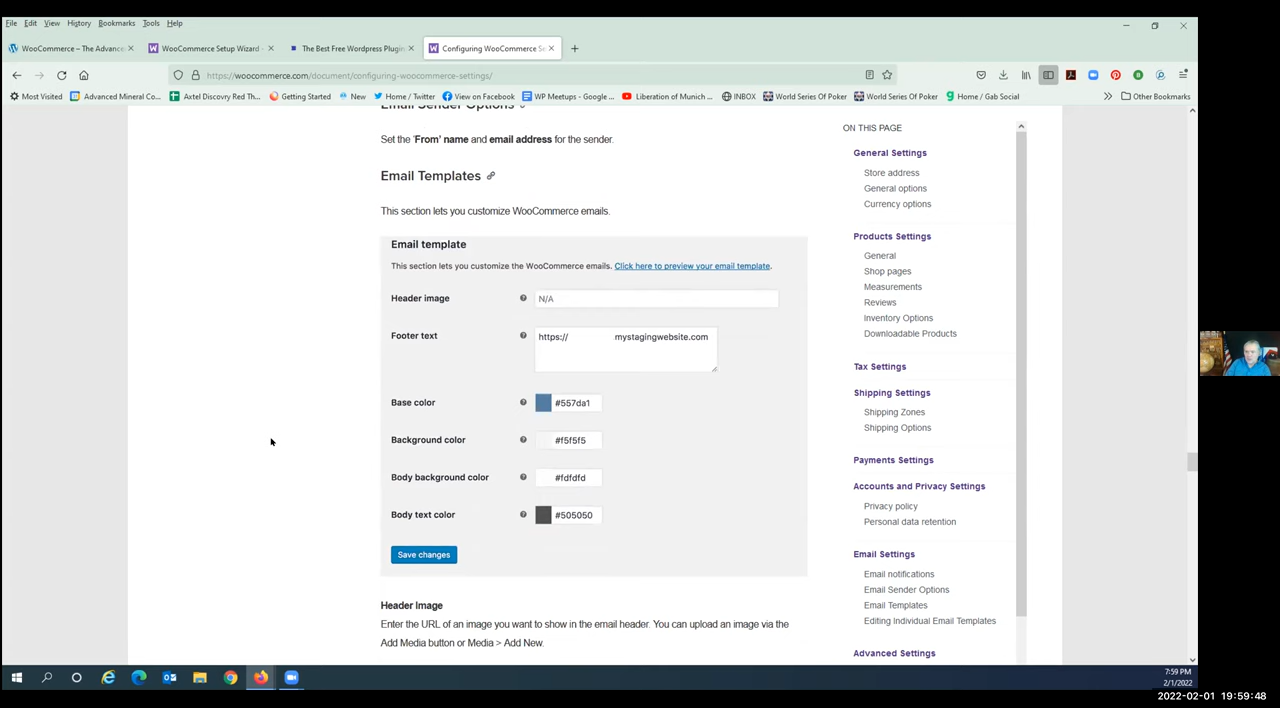 File Edit View History Bookmarks Tools Help
WooCommerce – The Advance
WooCommerce Setup Wizard -
The Best Free Wordpress Plugin
Configuring WooCommerce Se
https://woocommerce.com/document/configuring-woocommerce-settings/
Most Visited
Advanced Mineral Co...
Axtel Discovry Red Th...
Getting Started
New
Home / Twitter
View on Facebook
WP Meetups - Google ...
Liberation of Munich ...
INBOX
World Series Of Poker
World Series Of Poker
Home / Gab Social
Other Bookmarks
Email Sender Options
Set the 'From' name and email address for the sender.
Email Templates
This section lets you customize WooCommerce emails.
Email template
This section lets you customize the WooCommerce emails. Click here to preview your email template.
Header image
N/A
Footer text
https:// mystagingwebsite.com
Base color
#557da1
Background color
#f5f5f5
Body background color
#fdfdfd
Body text color
#505050
Save changes
Header Image
Enter the URL of an image you want to show in the email header. You can upload an image via the
Add Media button or Media > Add New.
ON THIS PAGE
General Settings
Store address
General options
Currency options
Products Settings
General
Shop pages
Measurements
Reviews
Inventory Options
Downloadable Products
Tax Settings
Shipping Settings
Shipping Zones
Shipping Options
Payments Settings
Accounts and Privacy Settings
Privacy policy
Personal data retention
Email Settings
Email notifications
Email Sender Options
Email Templates
Editing Individual Email Templates
Advanced Settings
7:59 PM
2/1/2022
2022-02-01 19:59:48